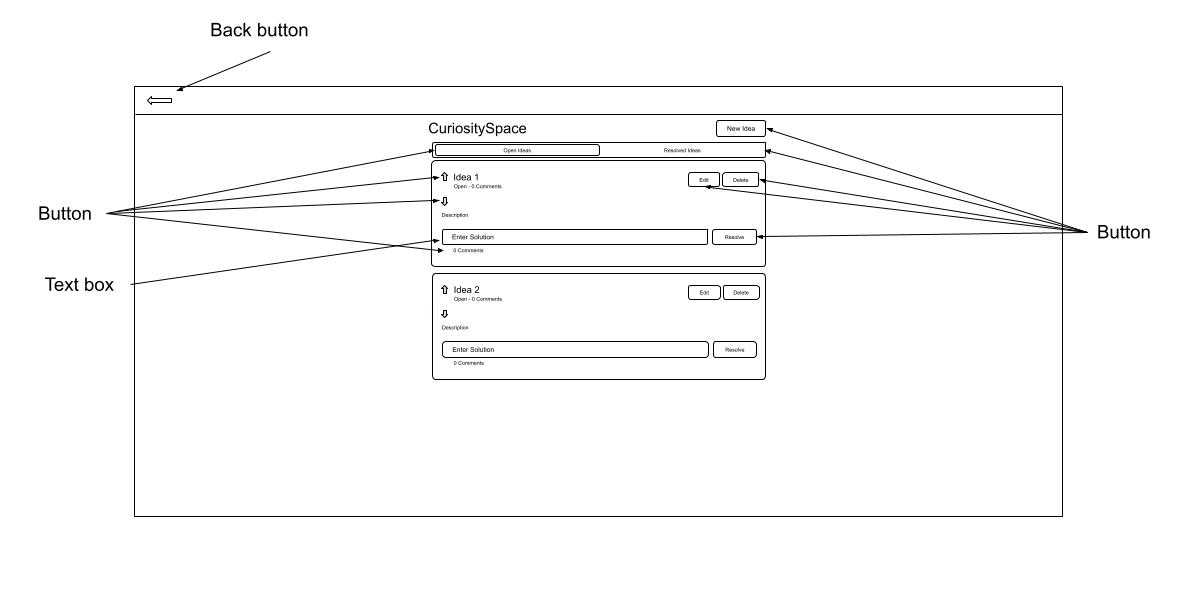 Back button
CuriositySpace
New Idea
Open Ideas
Resolved Ideas
Idea 1
Edit
Delete
Open - 0 Comments
Button
Description
Enter Solution
Resolve
Button
0 Comments
Text box
Idea 2
Edit
Delete
Open - 0 Comments
Description
Enter Solution
Resolve
0 Comments